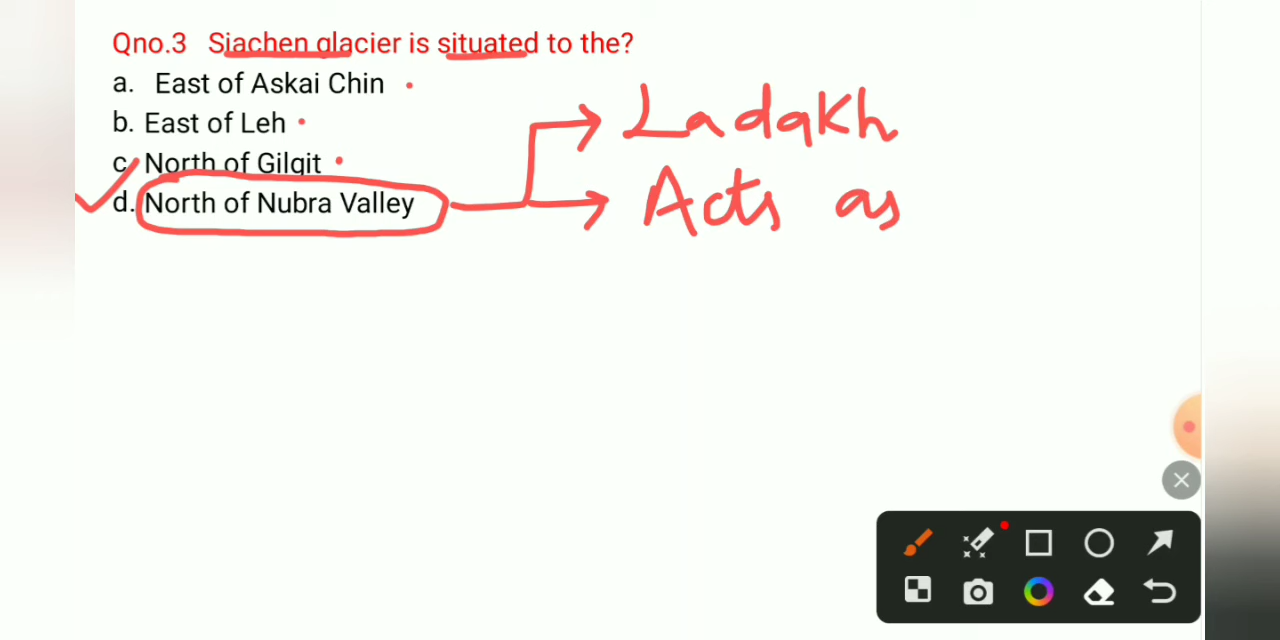 Qno.3 Siachen glacier is situated to the?
a. East of Askai Chin
b. East of Leh
c. North of Gilgit
d. North of Nubra Valley
Ladakh
Acts as